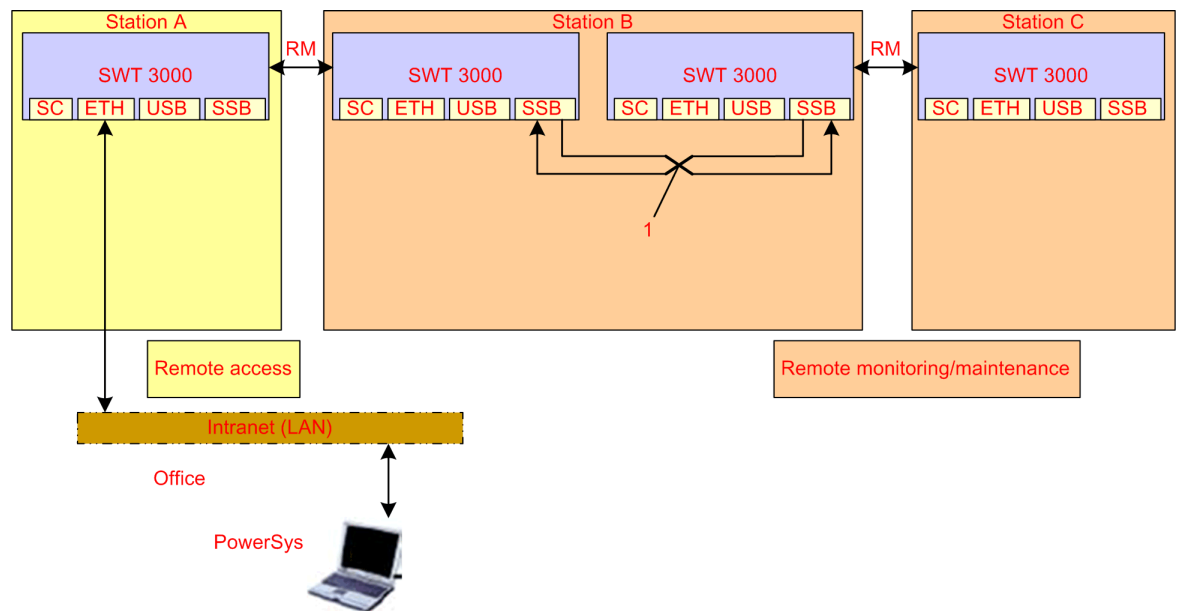 Station A
Station B
Station C
RM
RM
SWT 3000
SWT 3000
SWT 3000
SWT 3000
SC ETH USB SSB
SC ETH USB SSB
SC ETH USB SSB
SC ETH USB SSB
1
Remote access
Remote monitoring/maintenance
Intranet (LAN)
Office
PowerSys